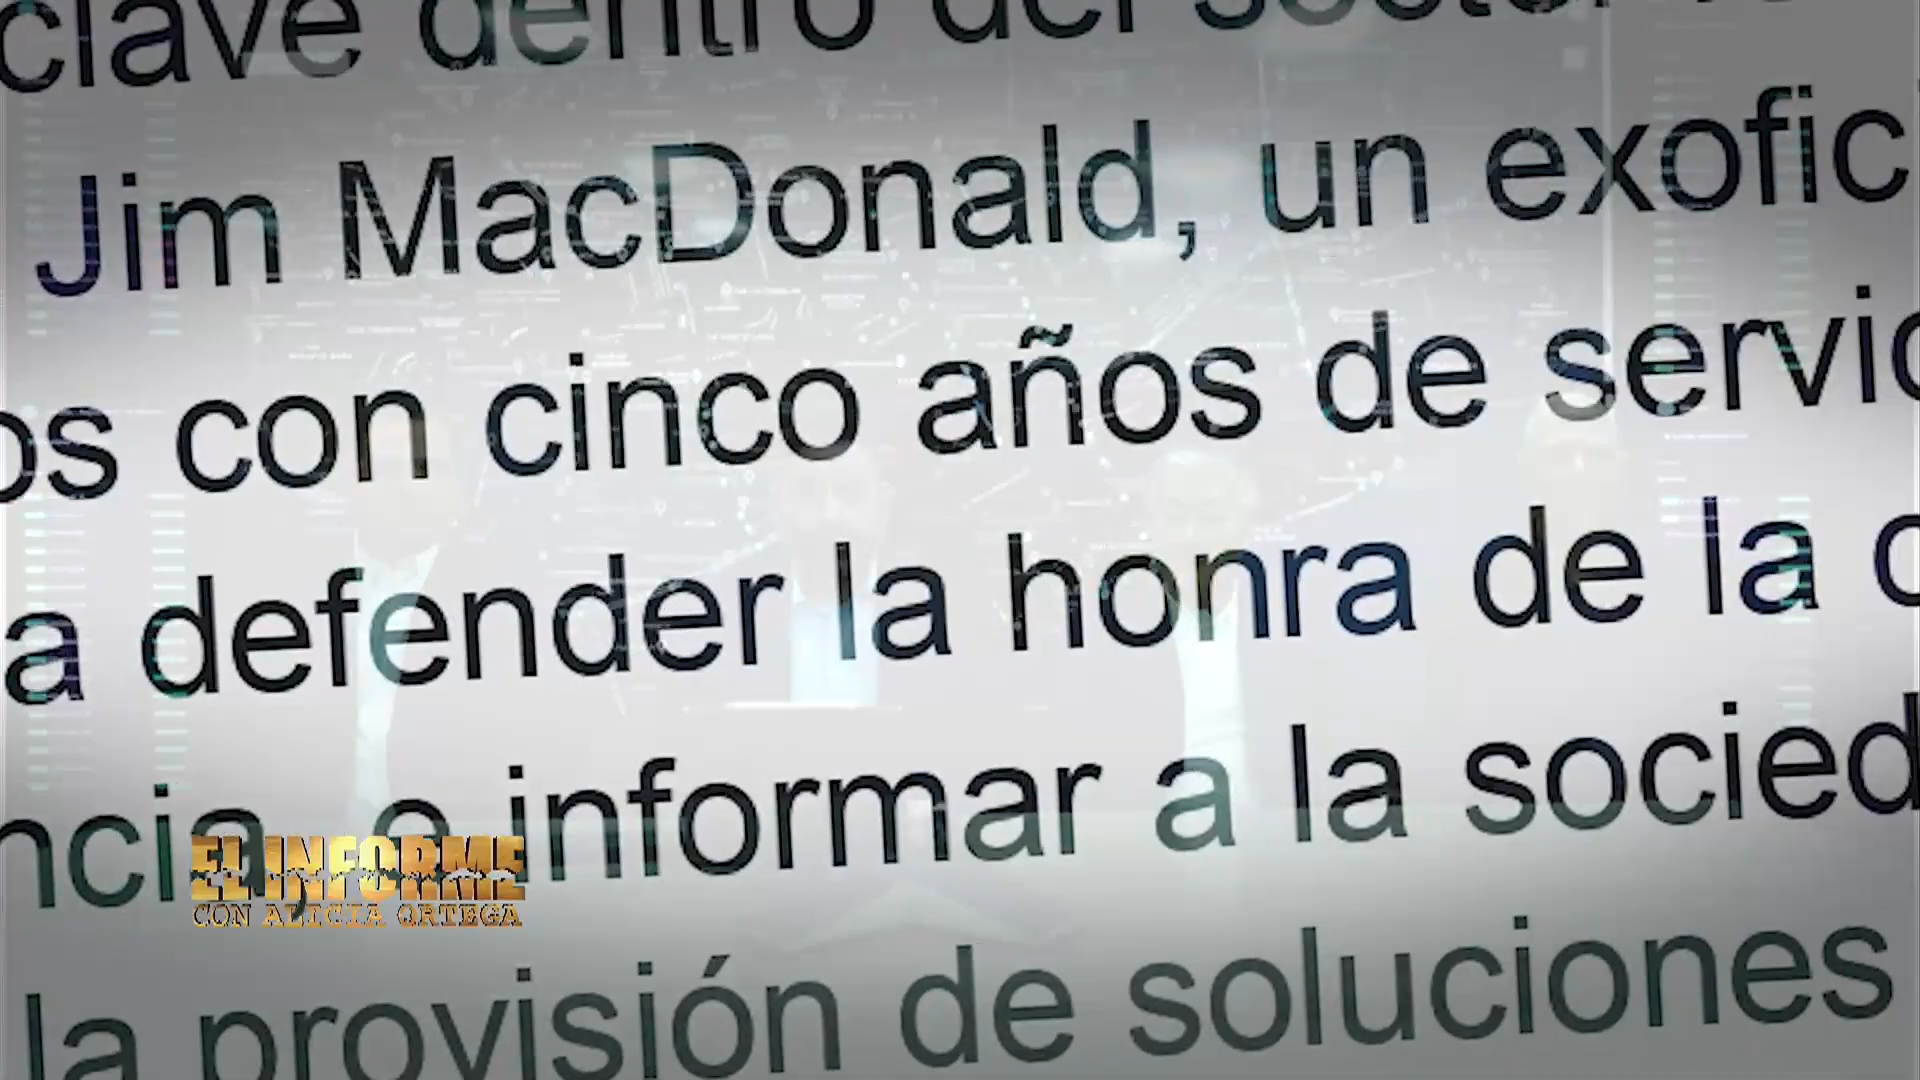 clave dentro del sector
Jim MacDonald, un exofic
os con cinco años de servic
a defender la honra de la c
ncia, e informar a la socied
EL INFORME
CON ALICIA ORTEGA
la provisión de soluciones